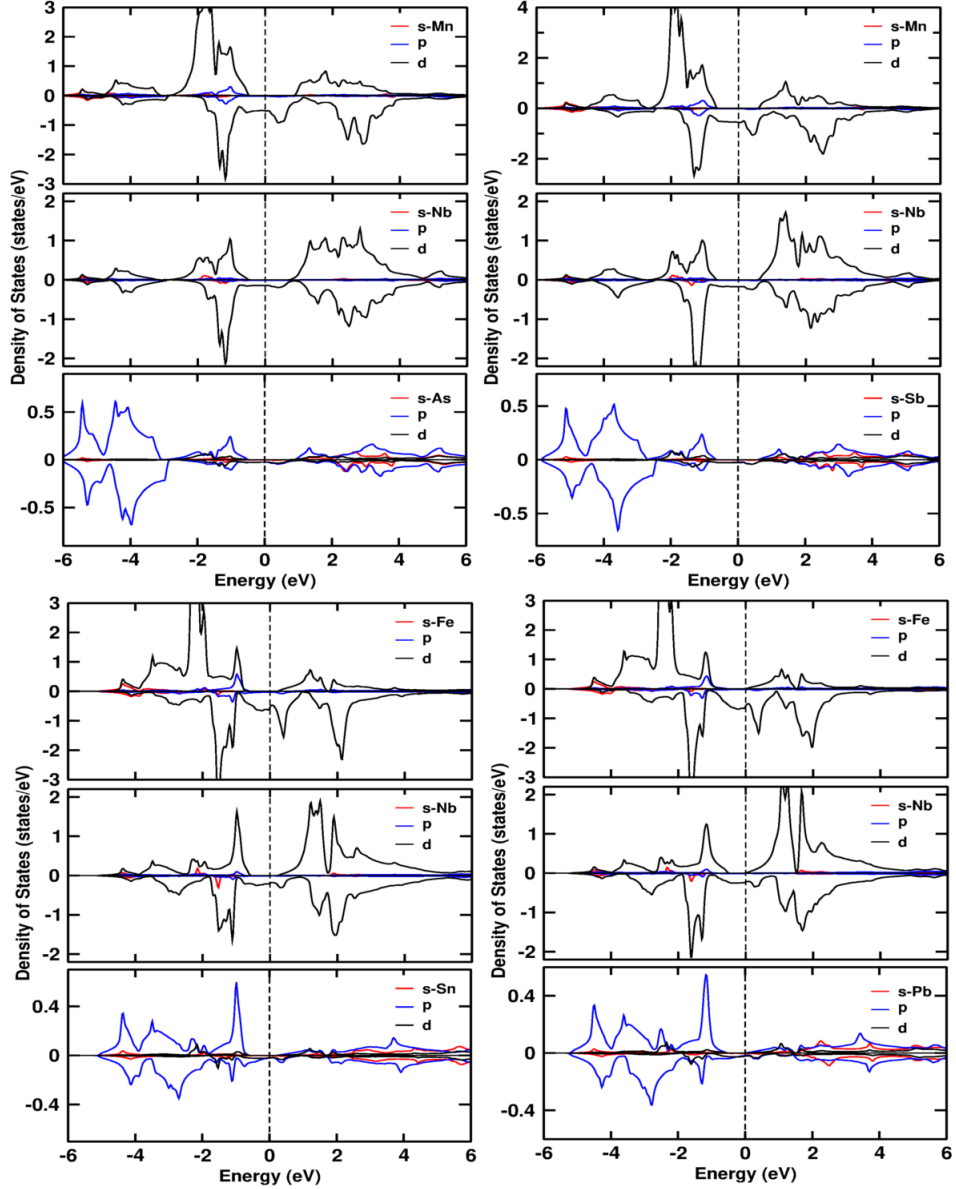 3
s-Mn
p
d
2
1
0
-1
-2
-3
4
s-Mn
p
d
2
0
-2
2
s-Nb
p
d
1
0
-1
-2
2
s-Nb
p
d
1
0
-1
-2
s-As
p
d
0.5
0
-0.5
-6 -4 -2 0 2 4 6
Energy (eV)
s-Sb
p
d
0.5
0
-0.5
-6 -4 -2 0 2 4 6
Energy (eV)
Density of States (states/eV)
Density of States (states/eV)
3
s-Fe
p
d
2
1
0
-1
-2
-3
3
s-Fe
p
d
2
1
0
-1
-2
-3
2
s-Nb
p
d
1
0
-1
-2
2
s-Nb
p
d
1
0
-1
-2
s-Sn
p
d
0.4
0
-0.4
-6 -4 -2 0 2 4 6
Energy (eV)
s-Pb
p
d
0.4
0
-0.4
-6 -4 -2 0 2 4 6
Energy (eV)
Density of States (states/eV)
Density of States (states/eV)